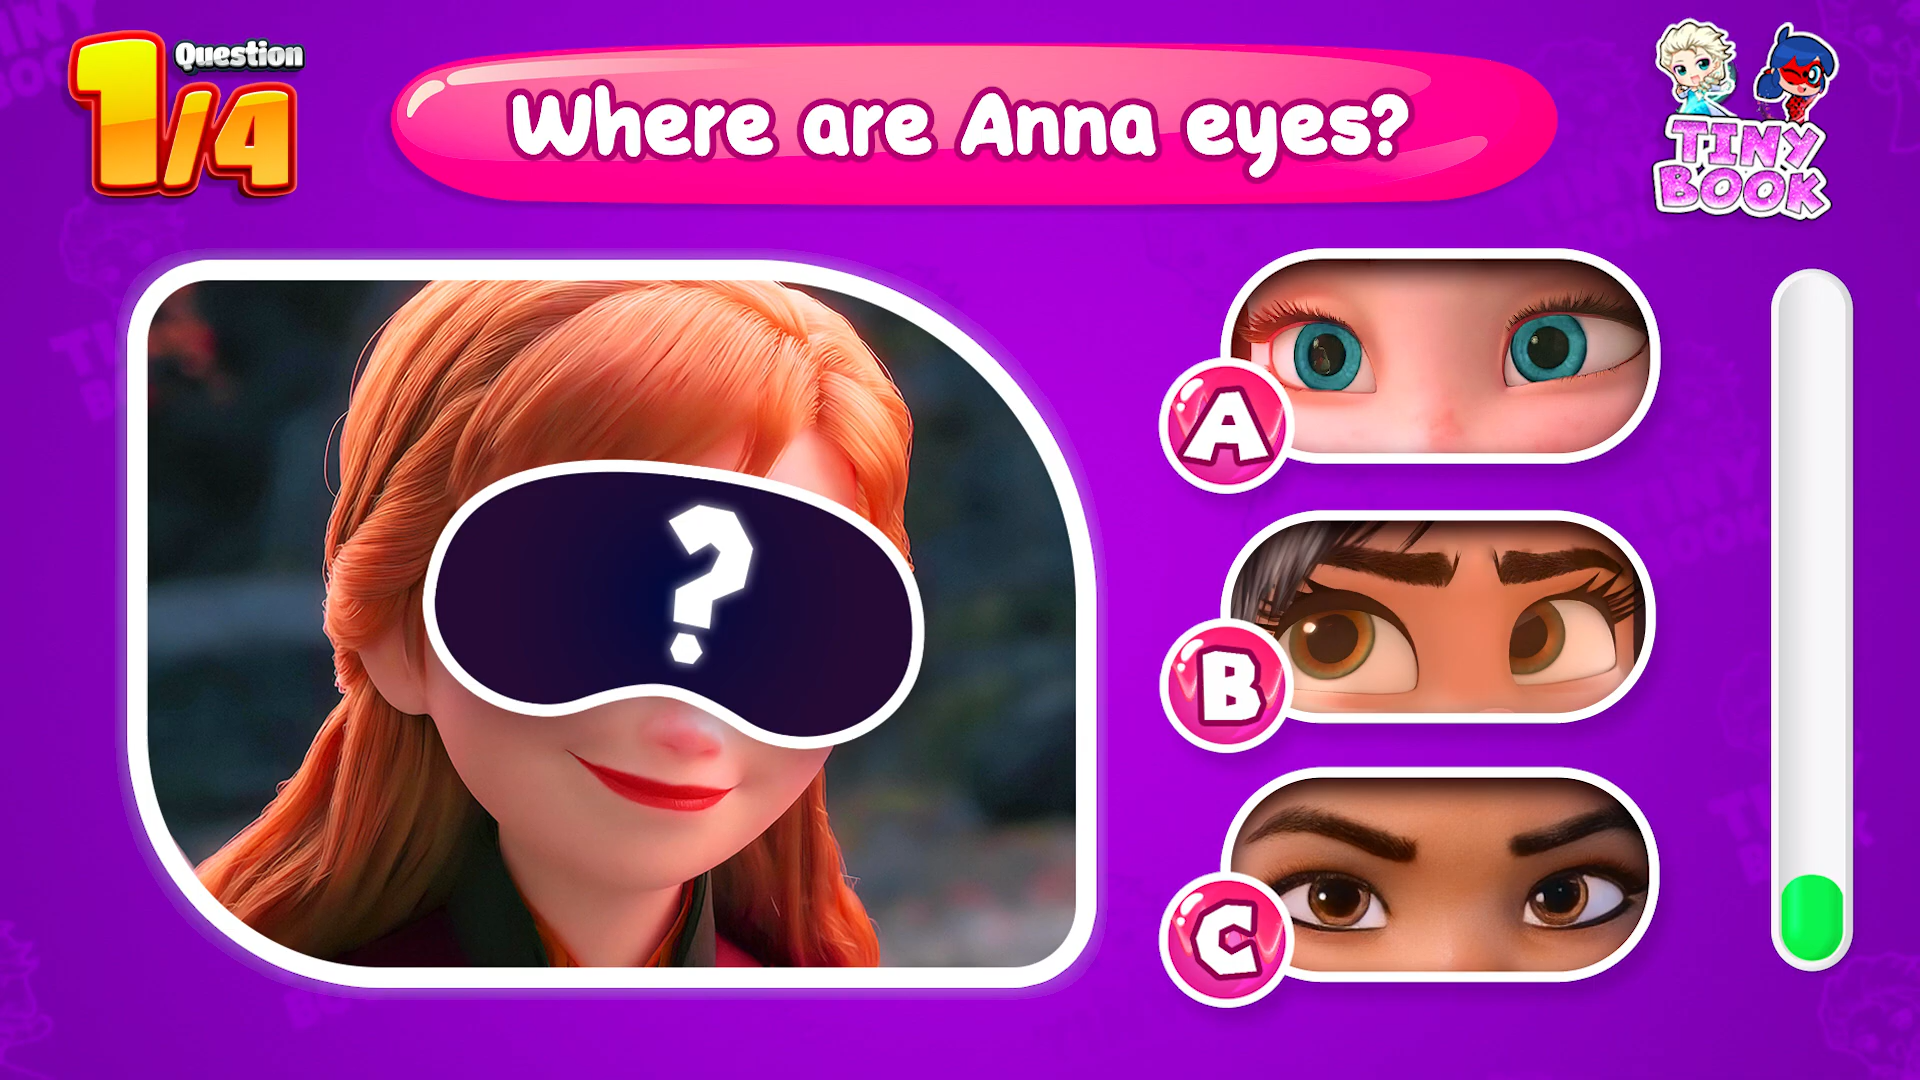 Question
1/4
Where are Anna eyes?
TINY
BOOK
?
A
B
C